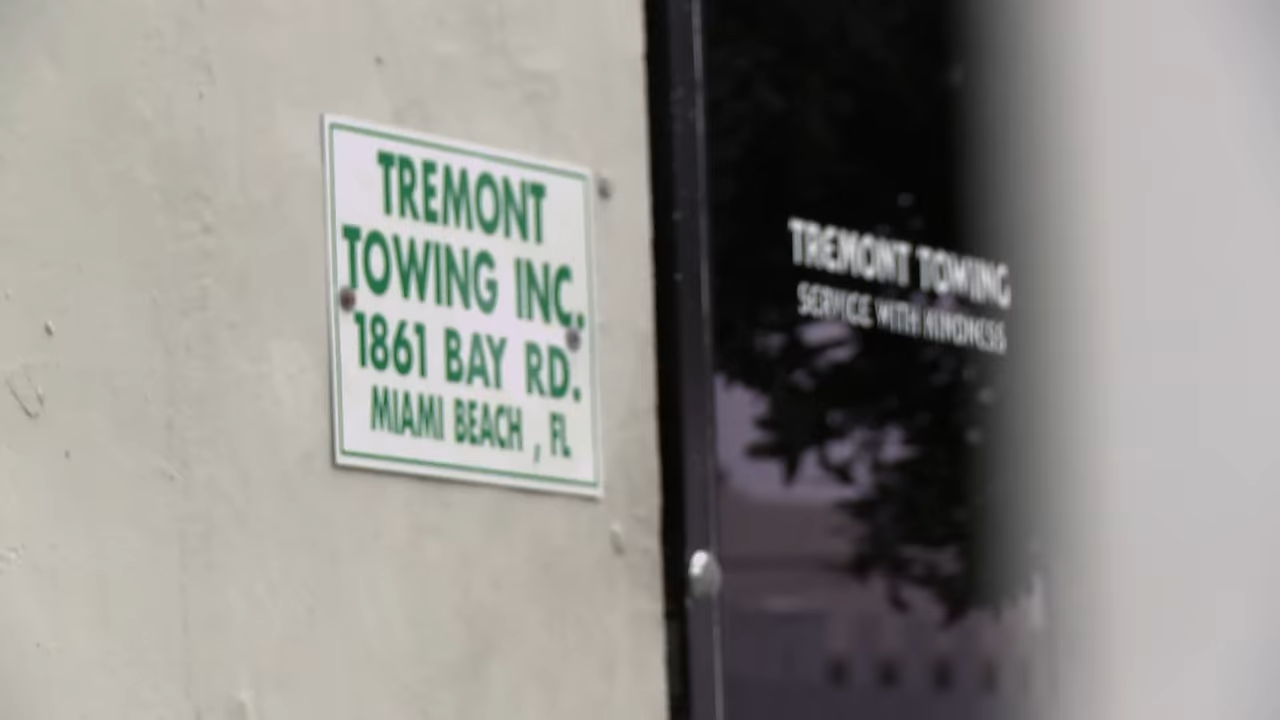 TREMONT
TOWING INC.
1861 BAY RD.
MIAMI BEACH , FL
TREMONT TOWING
SERVICE WITH KINDNESS